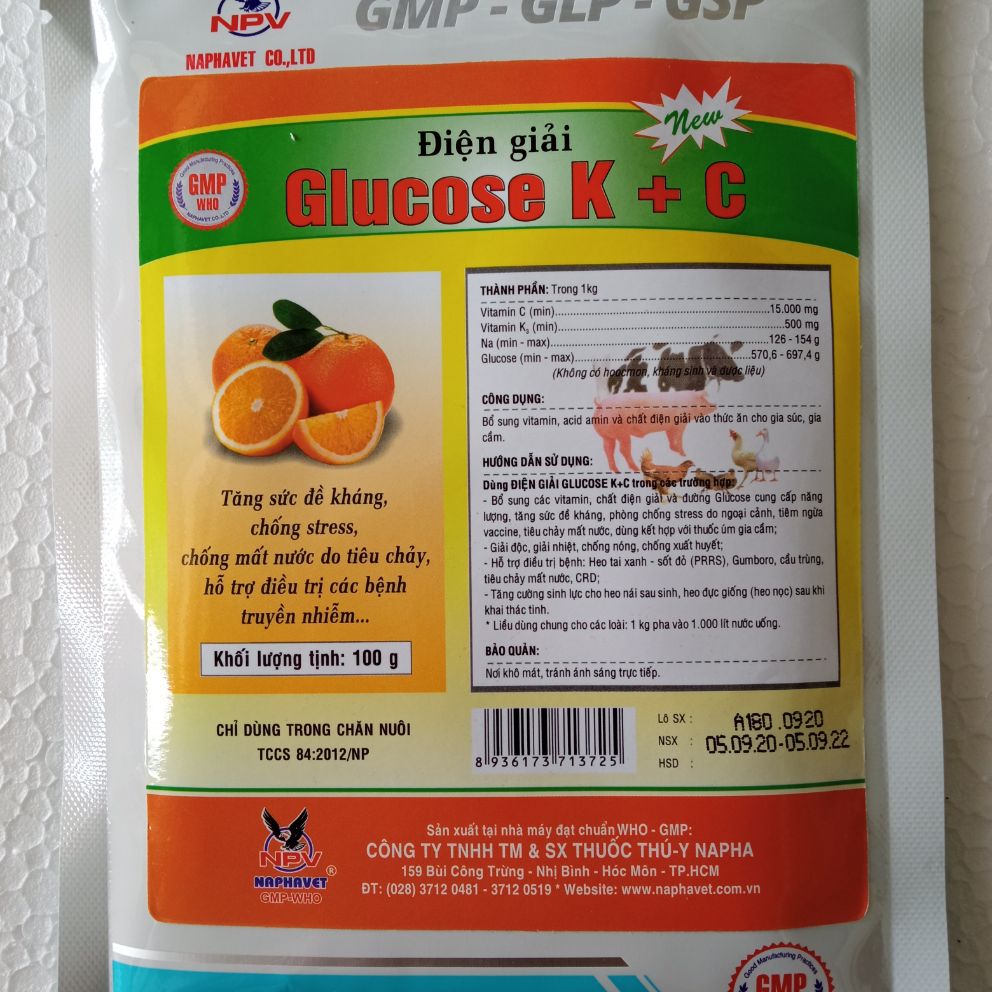 NPV
NAPHAVET CO.,LTD
GMP - GLP - GSP
New
Điện giải
Glucose K + C
Good Manufacturing Practices
GMP
WHO
NAPHAVET CO.,LTD
Tăng sức đề kháng,
chống stress,
chống mất nước do tiêu chảy,
hỗ trợ điều trị các bệnh
truyền nhiễm...
Khối lượng tịnh: 100 g
THÀNH PHẦN: Trong 1kg
Vitamin C (min)....15.000 mg
Vitamin K₃ (min)....500 mg
Na (min - max)....126 - 154 g
Glucose (min - max)....570,6 - 697,4 g
(Không có hoocmon, kháng sinh và dược liệu)
CÔNG DỤNG:
Bổ sung vitamin, acid amin và chất điện giải vào thức ăn cho gia súc, gia
cầm.
HƯỚNG DẪN SỬ DỤNG:
Dùng ĐIỆN GIẢI GLUCOSE K+C trong các trường hợp:
- Bổ sung các vitamin, chất điện giải và đường Glucose cung cấp năng
lượng, tăng sức đề kháng, phòng chống stress do ngoại cảnh, tiêm ngừa
vaccine, tiêu chảy mất nước, dùng kết hợp với thuốc úm gia cầm;
- Giải độc, giải nhiệt, chống nóng, chống xuất huyết;
- Hỗ trợ điều trị bệnh: Heo tai xanh - sốt đỏ (PRRS), Gumboro, cầu trùng,
tiêu chảy mất nước, CRD;
- Tăng cường sinh lực cho heo nái sau sinh, heo đực giống (heo nọc) sau khi
khai thác tinh.
* Liều dùng chung cho các loài: 1 kg pha vào 1.000 lít nước uống.
BẢO QUẢN:
Nơi khô mát, tránh ánh sáng trực tiếp.
CHỈ DÙNG TRONG CHĂN NUÔI
TCCS 84:2012/NP
8 936173 713725
Lô SX : A180 .0920
NSX : 05.09.20-05.09.22
HSD :
NPV
NAPHAVET ®
GMP-WHO
Sản xuất tại nhà máy đạt chuẩn WHO - GMP:
CÔNG TY TNHH TM & SX THUỐC THÚ-Y NAPHA
159 Bùi Công Trừng - Nhị Bình - Hóc Môn - TP.HCM
ĐT: (028) 3712 0481 - 3712 0519 * Website: www.naphavet.com.vn
Good Manufacturing Practices
GMP